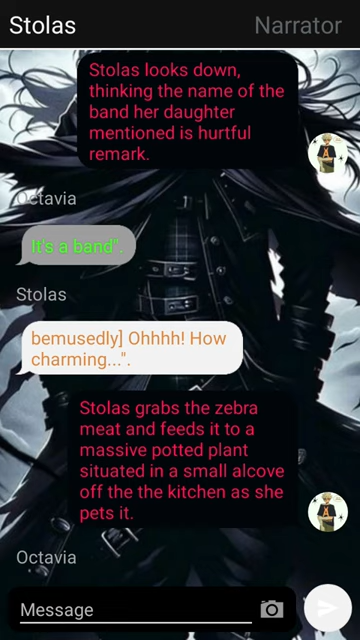 Stolas
Narrator
Stolas looks down,
thinking the name of the
band her daughter
mentioned is hurtful
remark.
Octavia
It's a band".
Stolas
bemusedly] Ohhhh! How
charming...".
Stolas grabs the zebra
meat and feeds it to a
massive potted plant
situated in a small alcove
off the the kitchen as she
pets it.
Octavia
Message